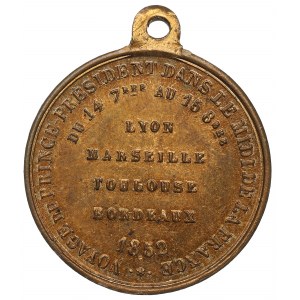 VOYAGE DU PRINCE PRESIDENT DANS LE MIDI DE LA FRANCE
DU 14 7BRE AU 16 8BRE
LYON
MARSEILLE
TOULOUSE
BORDEAUX
1852